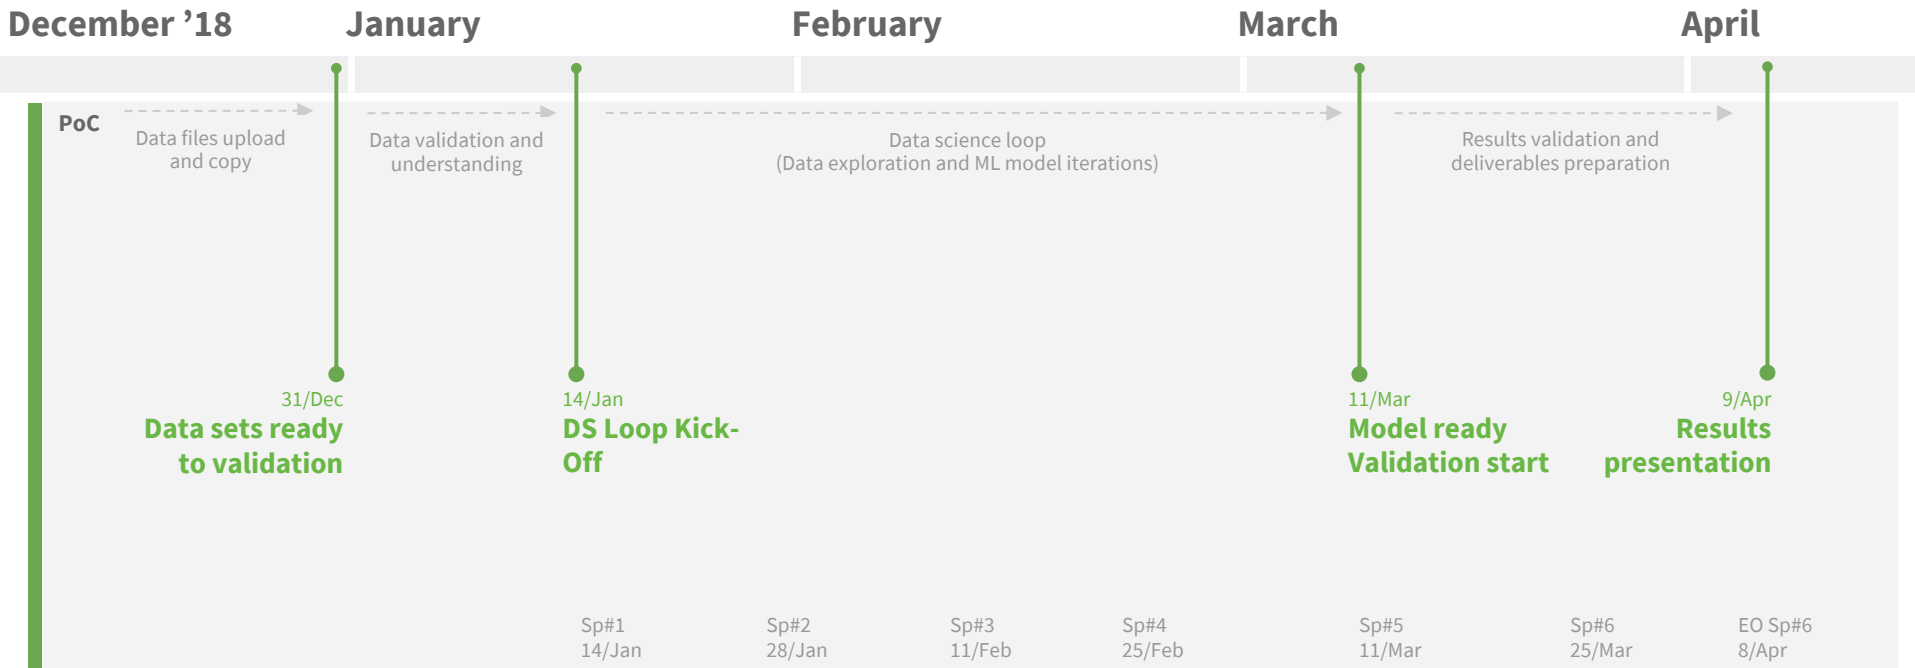 December ’18
January
February
March
April
PoC
Data files upload
and copy
Data validation and
understanding
Data science loop
(Data exploration and ML model iterations)
Results validation and
deliverables preparation
31/Dec
Data sets ready
to validation
14/Jan
DS Loop Kick-
Off
11/Mar
Model ready
Validation start
9/Apr
Results
presentation
Sp#1
14/Jan
Sp#2
28/Jan
Sp#3
11/Feb
Sp#4
25/Feb
Sp#5
11/Mar
Sp#6
25/Mar
EO Sp#6
8/Apr